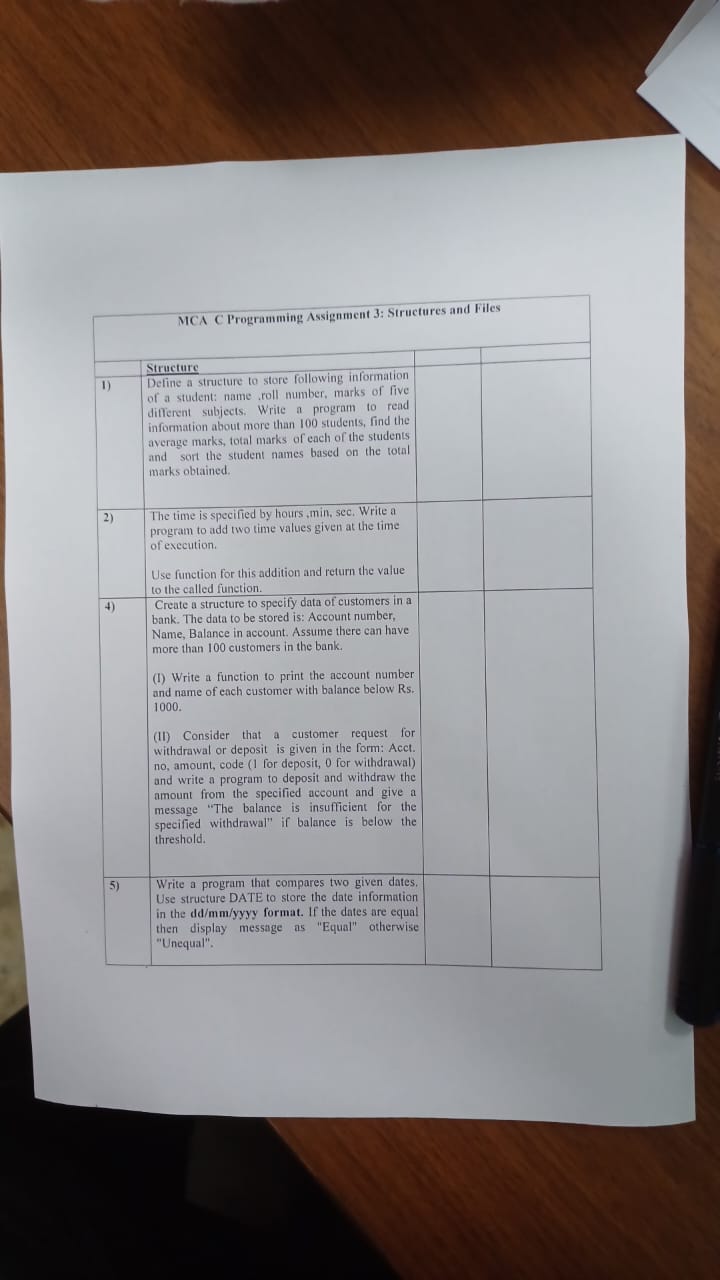 MCA C Programming Assignment 3: Structures and Files
Structure
1) Define a structure to store following information
of a student: name ,roll number, marks of five
different subjects. Write a program to read
information about more than 100 students, find the
average marks, total marks of each of the students
and sort the student names based on the total
marks obtained.
2) The time is specified by hours ,min, sec. Write a
program to add two time values given at the time
of execution.
Use function for this addition and return the value
to the called function.
4) Create a structure to specify data of customers in a
bank. The data to be stored is: Account number,
Name, Balance in account. Assume there can have
more than 100 customers in the bank.
(I) Write a function to print the account number
and name of each customer with balance below Rs.
1000.
(II) Consider that a customer request for
withdrawal or deposit is given in the form: Acct.
no, amount, code (1 for deposit, 0 for withdrawal)
and write a program to deposit and withdraw the
amount from the specified account and give a
message "The balance is insufficient for the
specified withdrawal" if balance is below the
threshold.
5) Write a program that compares two given dates.
Use structure DATE to store the date information
in the dd/mm/yyyy format. If the dates are equal
then display message as "Equal" otherwise
"Unequal".